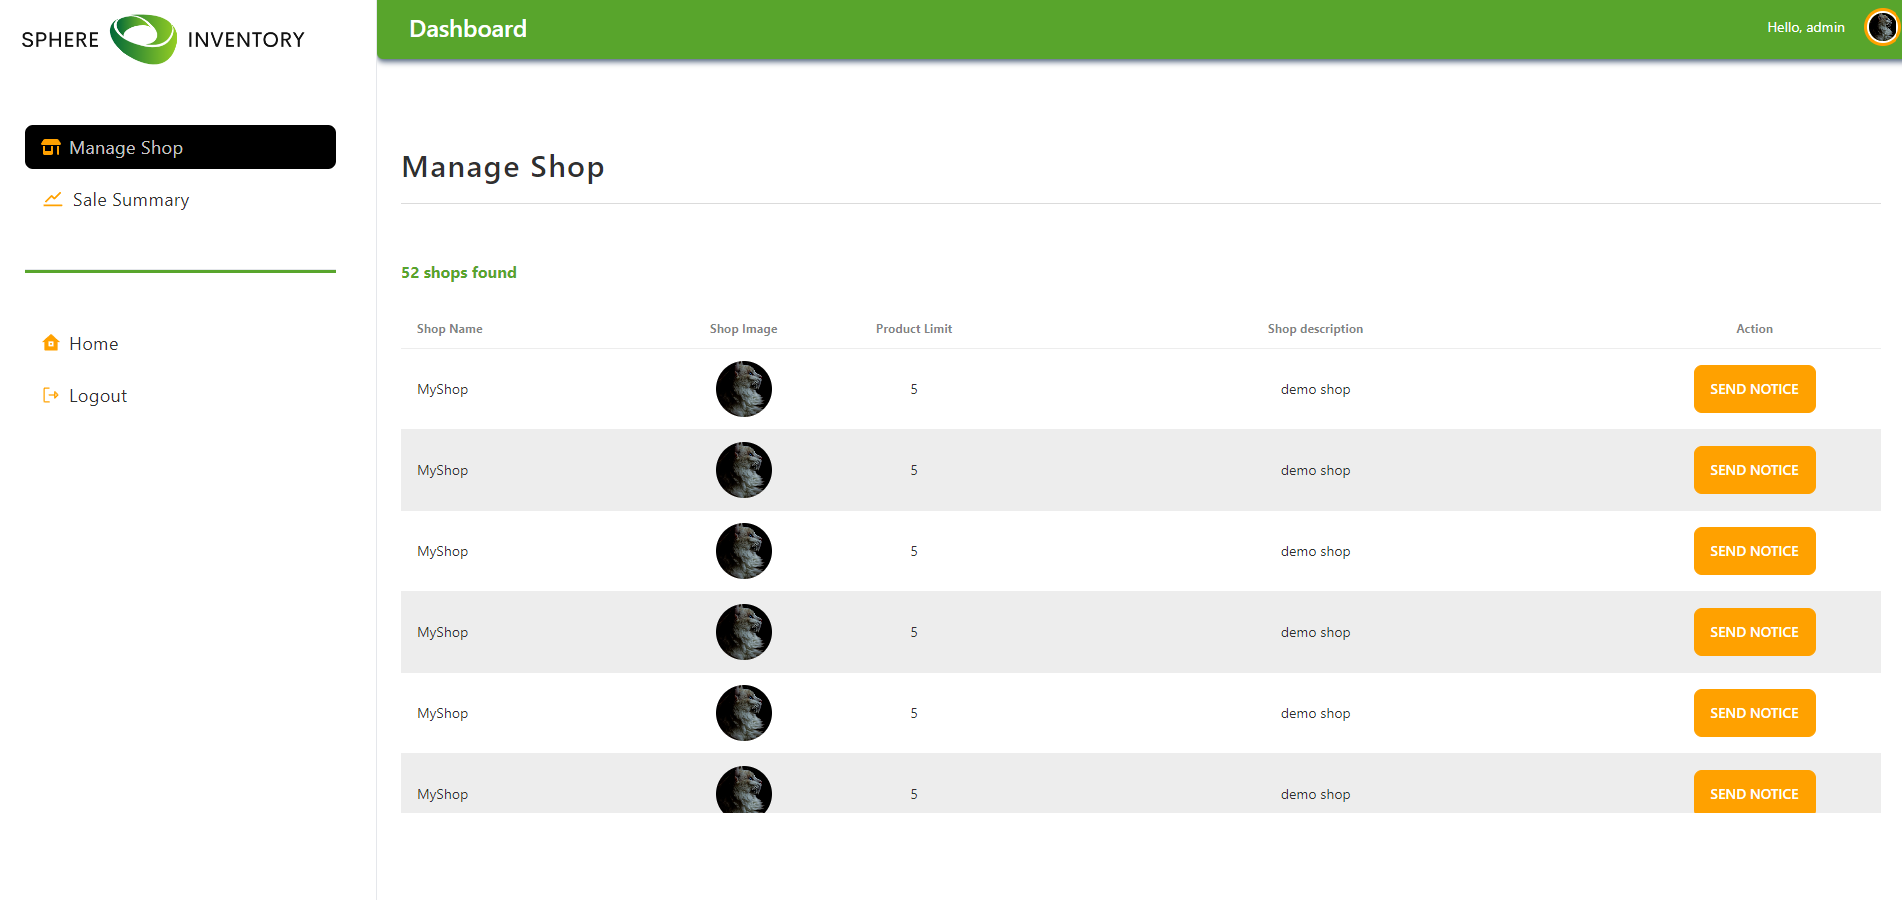 SPHERE INVENTORY
Dashboard
Hello, admin
Manage Shop
Sale Summary
Home
Logout
Manage Shop
52 shops found
Shop Name Shop Image Product Limit Shop description Action
MyShop 5 demo shop SEND NOTICE
MyShop 5 demo shop SEND NOTICE
MyShop 5 demo shop SEND NOTICE
MyShop 5 demo shop SEND NOTICE
MyShop 5 demo shop SEND NOTICE
MyShop 5 demo shop SEND NOTICE